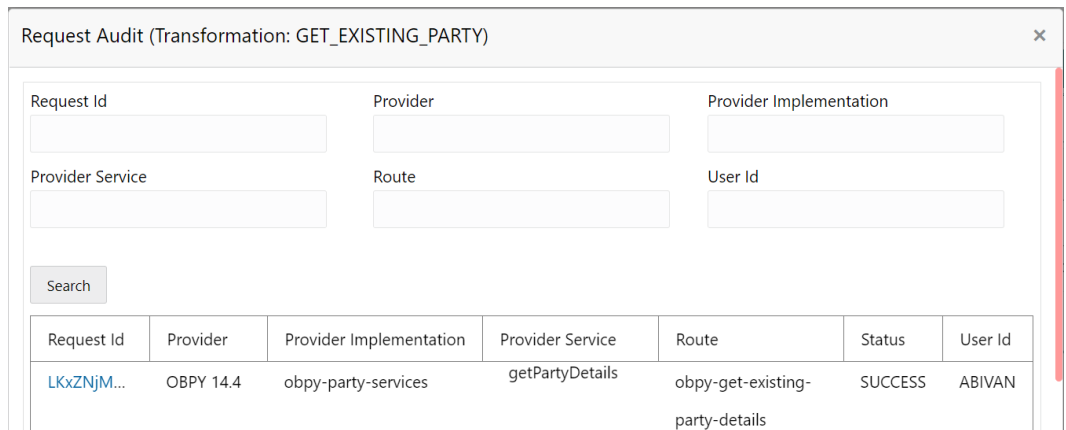 Request Audit (Transformation: GET_EXISTING_PARTY) ×
Request Id Provider Provider Implementation
Provider Service Route User Id
Search
Request Id Provider Provider Implementation Provider Service Route Status User Id
LKxZNjM... OBPY 14.4 obpy-party-services getPartyDetails obpy-get-existing- SUCCESS ABIVAN
party-details